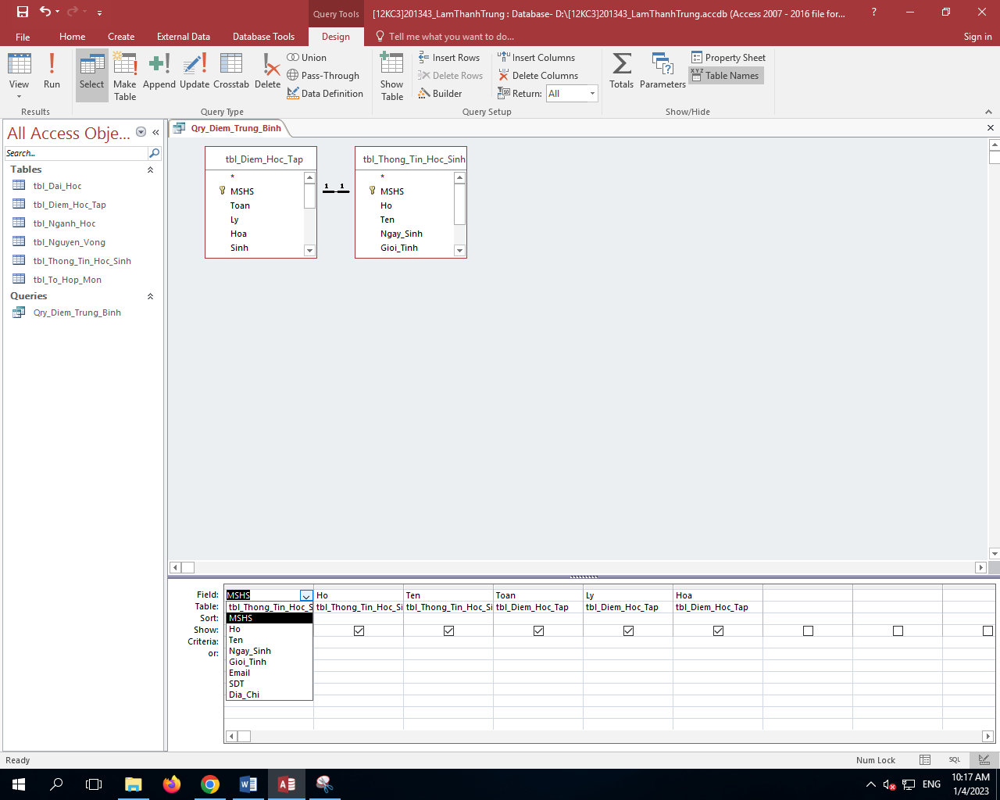 Query Tools
[12KC3]201343_LamThanhTrung : Database- D:\[12KC3]201343_LamThanhTrung.accdb (Access 2007 - 2016 file for...
?
File Home Create External Data Database Tools Design Tell me what you want to do... Sign in
View Run Select Make Table Append Update Crosstab Delete
Union
Pass-Through
Data Definition
Show Table
Insert Rows
Delete Rows
Builder
Insert Columns
Delete Columns
Return: All
Totals Parameters
Property Sheet
XYZ Table Names
Results Query Type Query Setup Show/Hide
All Access Obje...
Search...
Tables
tbl_Dai_Hoc
tbl_Diem_Hoc_Tap
tbl_Nganh_Hoc
tbl_Nguyen_Vong
tbl_Thong_Tin_Hoc_Sinh
tbl_To_Hop_Mon
Queries
Qry_Diem_Trung_Binh
Qry_Diem_Trung_Binh
tbl_Diem_Hoc_Tap
*
MSHS
Toan
Ly
Hoa
Sinh
1 1
tbl_Thong_Tin_Hoc_Sinh
*
MSHS
Ho
Ten
Ngay_Sinh
Gioi_Tinh
Field: MSHS Ho Ten Toan Ly Hoa
Table: tbl_Thong_Tin_Hoc_S tbl_Thong_Tin_Hoc_Si tbl_Thong_Tin_Hoc_Si tbl_Diem_Hoc_Tap tbl_Diem_Hoc_Tap tbl_Diem_Hoc_Tap
Sort:
Show:
Criteria:
or:
MSHS
Ho
Ten
Ngay_Sinh
Gioi_Tinh
Email
SDT
Dia_Chi
Ready
Num Lock
SQL
ENG
10:17 AM
1/4/2023